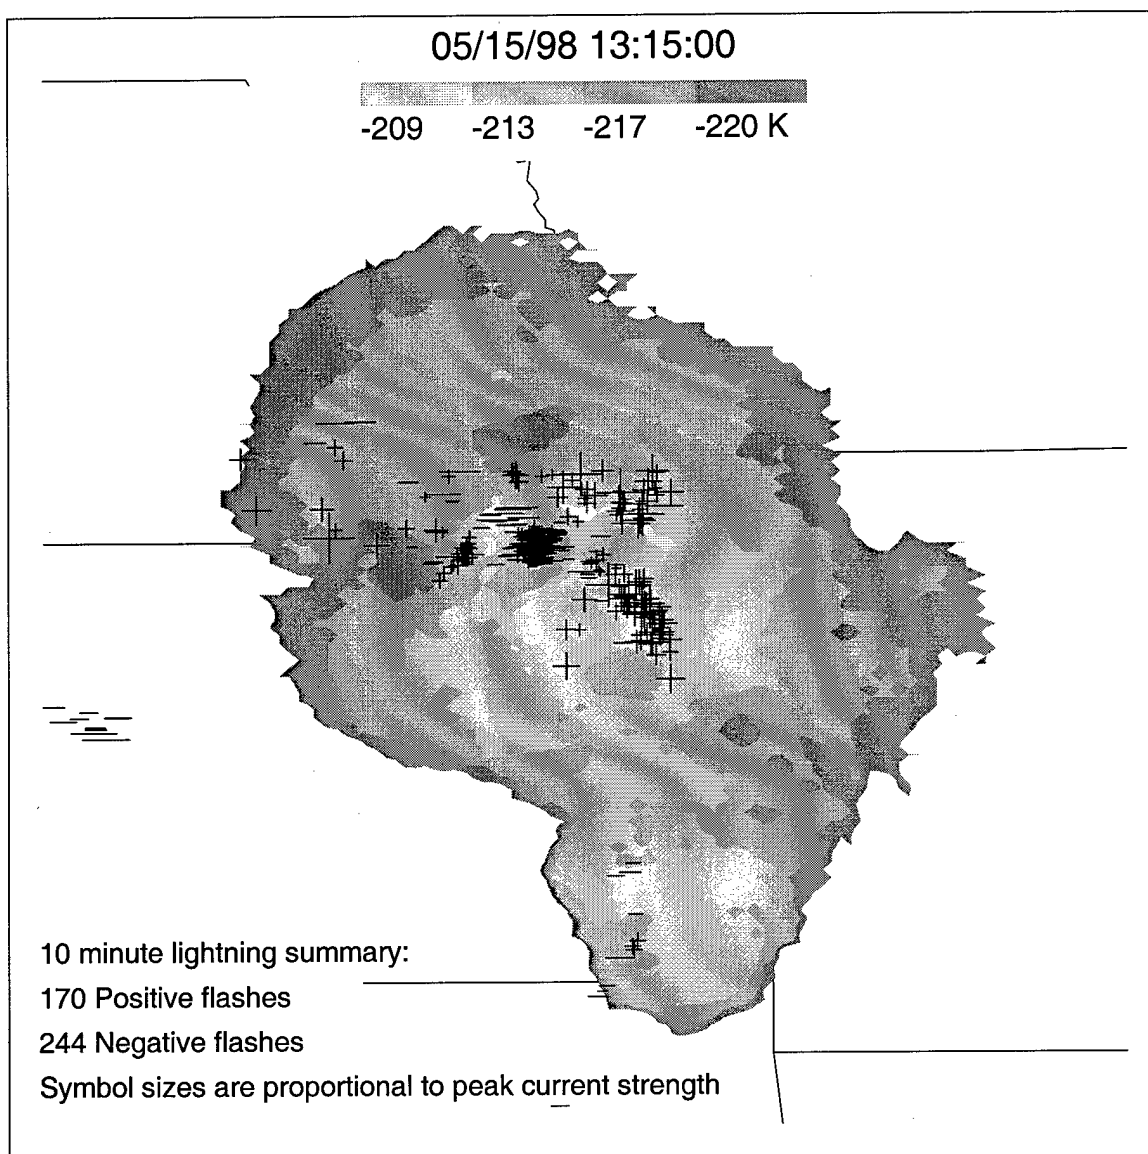 05/15/98 13:15:00
-209 -213 -217 -220 K
10 minute lightning summary:
170 Positive flashes
244 Negative flashes
Symbol sizes are proportional to peak current strength